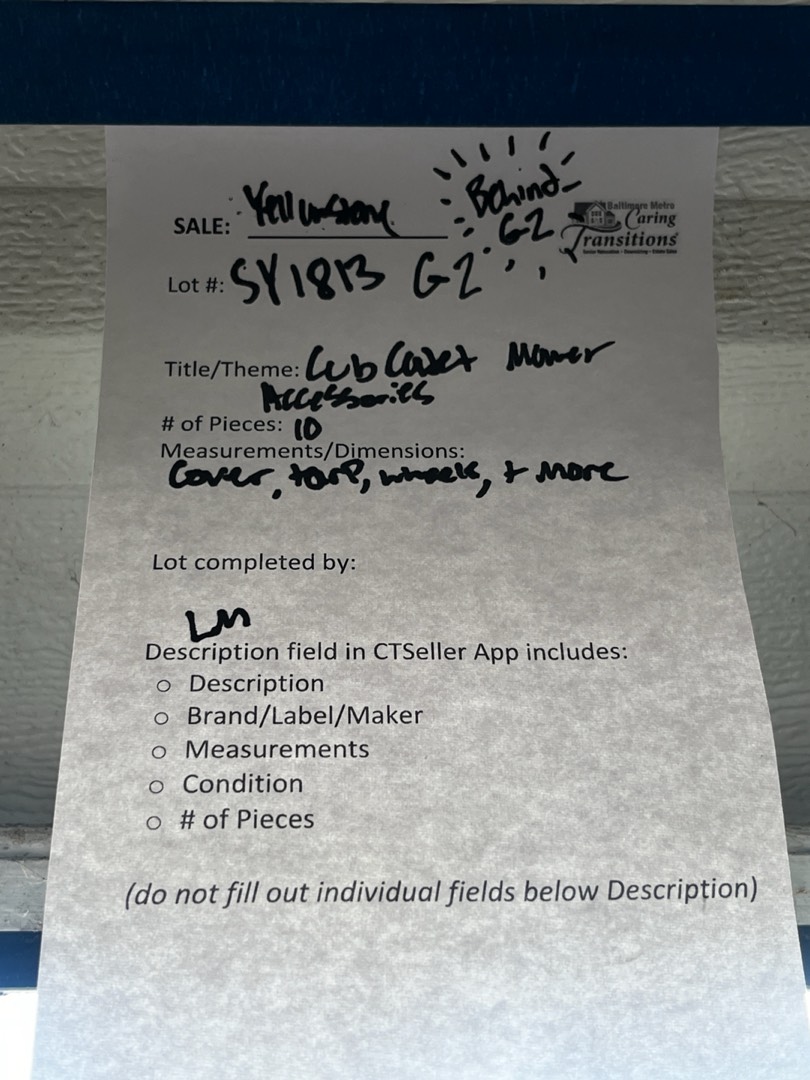 SALE: Yellowstone
Behind
G2
Baltimore Metro
Caring
Transitions
Lot #: SY1813 G2
Title/Theme: Cub Cadet Mower
Accessories
# of Pieces: 10
Measurements/Dimensions:
Cover, tarp, wheels, + more
Lot completed by:
LM
Description field in CTSeller App includes:
o Description
o Brand/Label/Maker
o Measurements
o Condition
o # of Pieces
(do not fill out individual fields below Description)